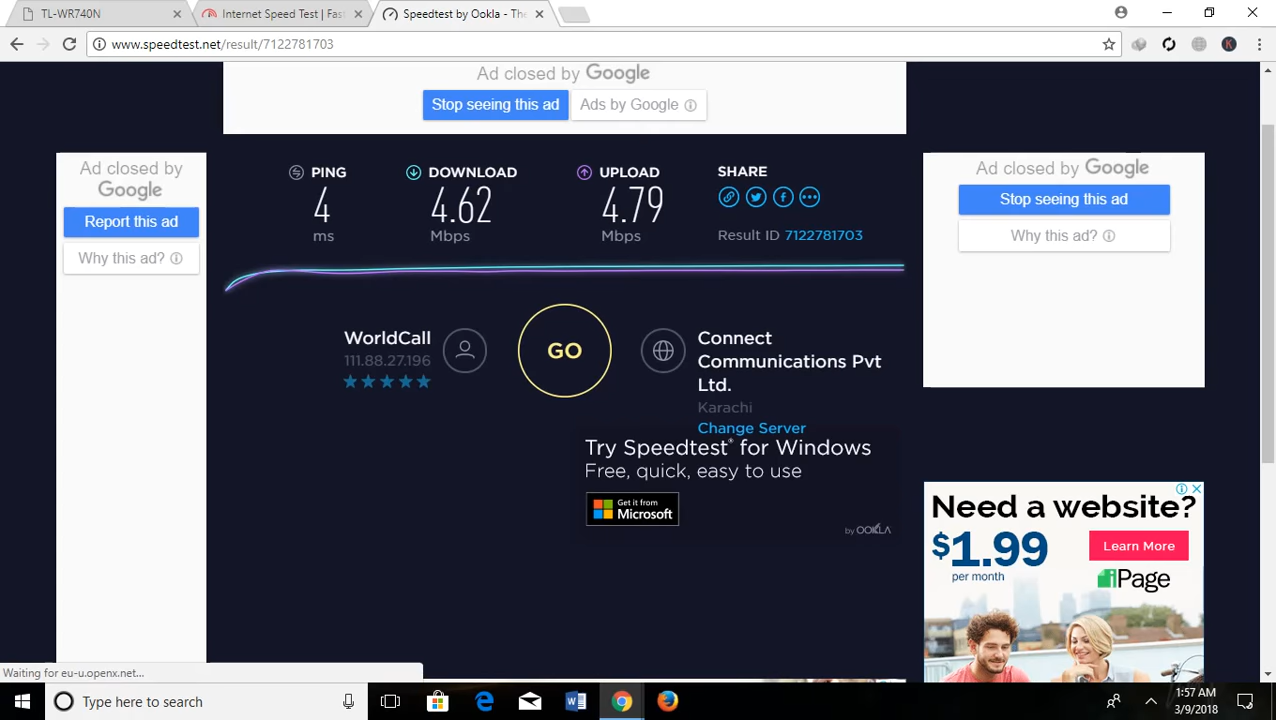 TL-WR740N
Internet Speed Test | Fast
Speedtest by Ookla - The
www.speedtest.net/result/7122781703
K
Ad closed by Google
Stop seeing this ad
Ads by Google
Ad closed by
Google
Report this ad
Why this ad?
PING
4
ms
DOWNLOAD
4.62
Mbps
UPLOAD
4.79
Mbps
SHARE
Result ID 7122781703
Ad closed by Google
Stop seeing this ad
Why this ad?
WorldCall
111.88.27.196
GO
Connect
Communications Pvt
Ltd.
Karachi
Change Server
Try Speedtest® for Windows
Free, quick, easy to use
Get it from
Microsoft
by OOKLA
Need a website?
$1.99
per month
Learn More
iPage
Waiting for eu-u.openx.net...
Type here to search
1:57 AM
3/9/2018